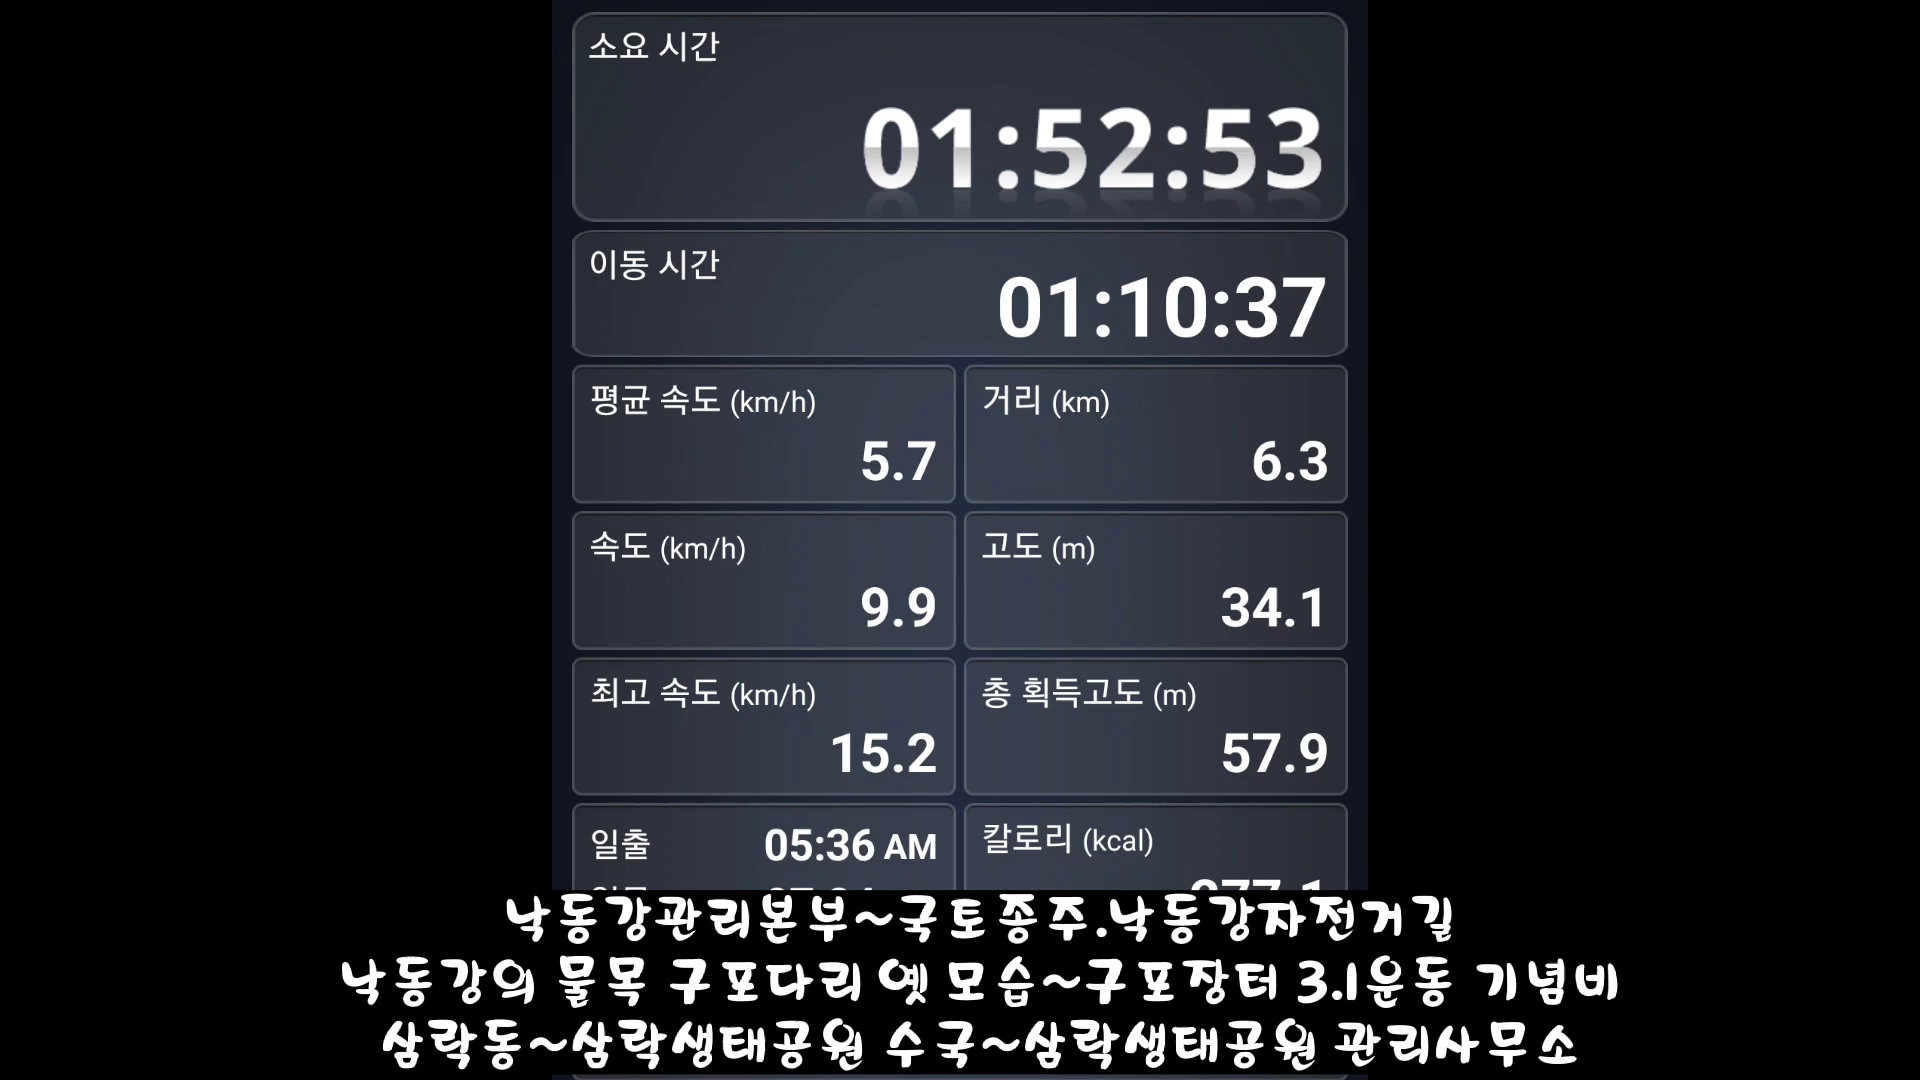 소요 시간
01:52:53
이동 시간
01:10:37
평균 속도 (km/h)
5.7
거리 (km)
6.3
속도 (km/h)
9.9
고도 (m)
34.1
최고 속도 (km/h)
15.2
총 획득고도 (m)
57.9
일출 05:36 AM
칼로리 (kcal)
낙동강관리본부~국토종주.낙동강자전거길
낙동강의 물목 구포다리 옛 모습~구포장터 3.1운동 기념비
삼락동~삼락생태공원 수국~삼락생태공원 관리사무소